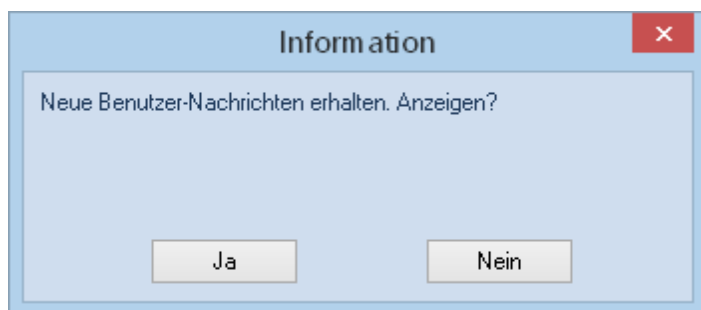 Information
Neue Benutzer-Nachrichten erhalten. Anzeigen?
Ja
Nein